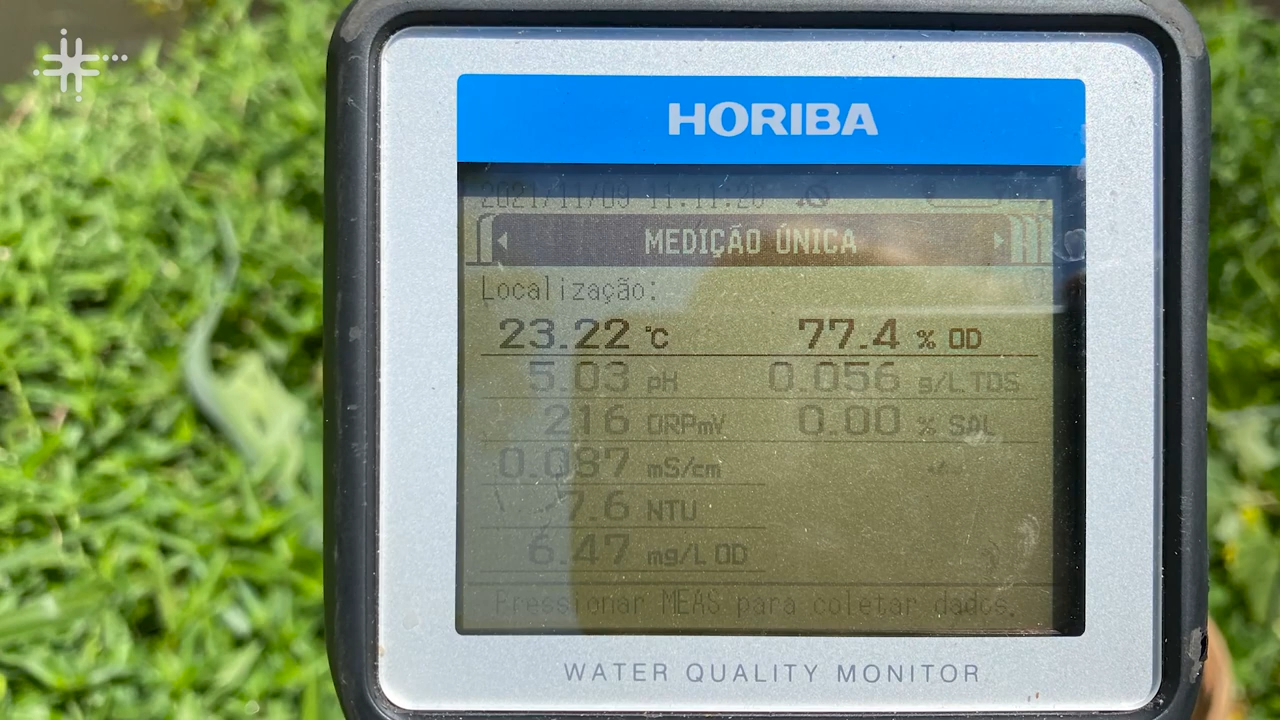 HORIBA
2021/11/09 11:11:26
MEDIÇÃO ÚNICA
Localização:
23.22 ℃ 77.4 % OD
5.03 pH 0.056 g/L TDS
216 ORPmV 0.00 % SAL
0.087 mS/cm
7.6 NTU
6.47 mg/L OD
Pressionar MEAS para coletar dados.
WATER QUALITY MONITOR